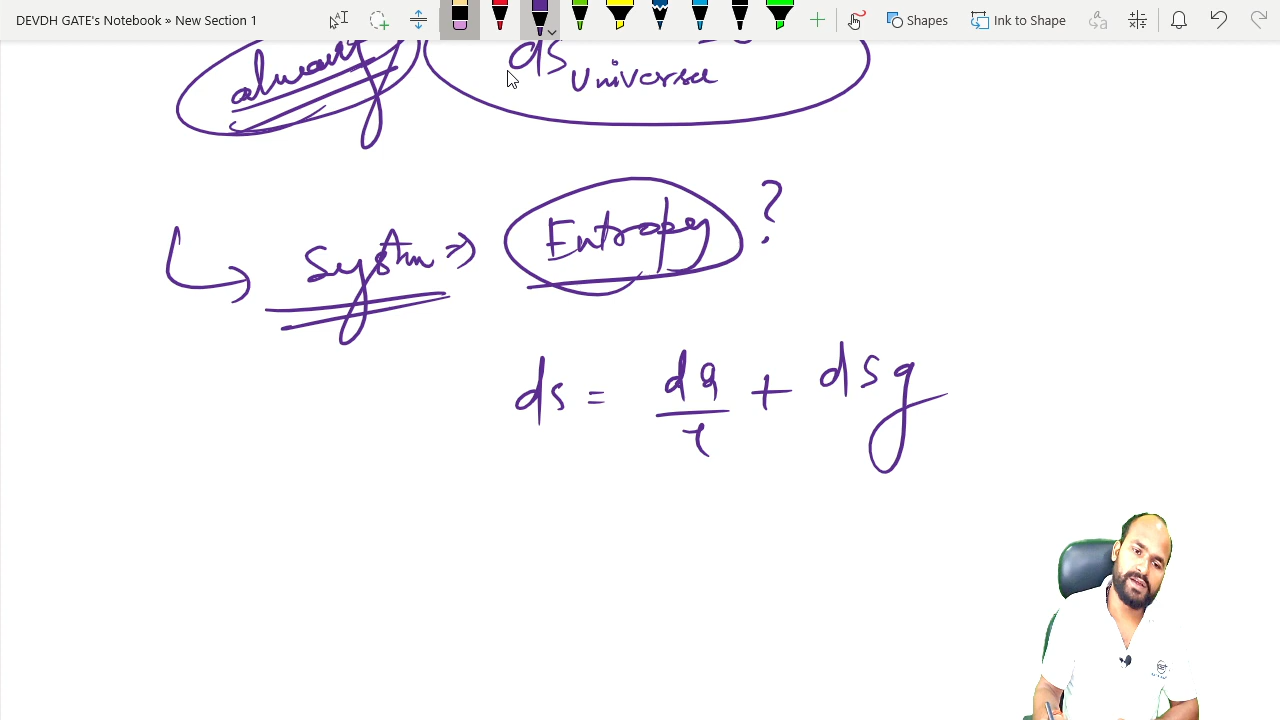 DEVDH GATE's Notebook » New Section 1
Shapes
Ink to Shape
always
ds Universe
System ⇒ Entropy ?
ds = dQ/T + dsg